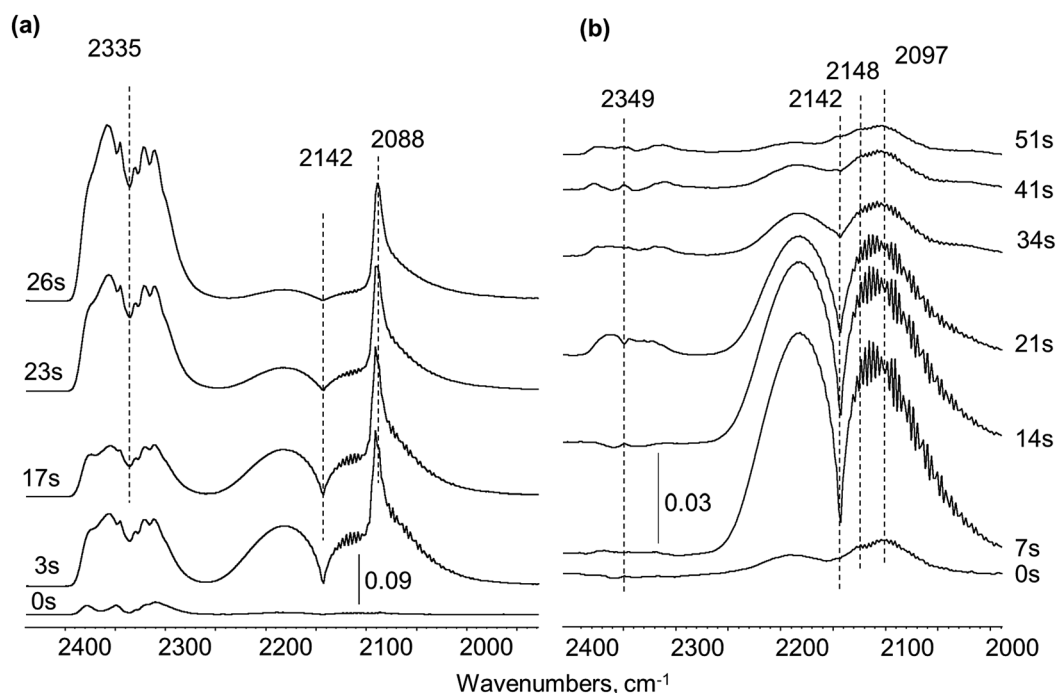 (a)
2335
2142
2088
26s
23s
17s
3s
0s
0.09
2400
2300
2200
2100
2000
(b)
2349
2142
2148
2097
51s
41s
34s
21s
14s
7s
0s
0.03
2400
2300
2200
2100
2000
Wavenumbers, cm-1